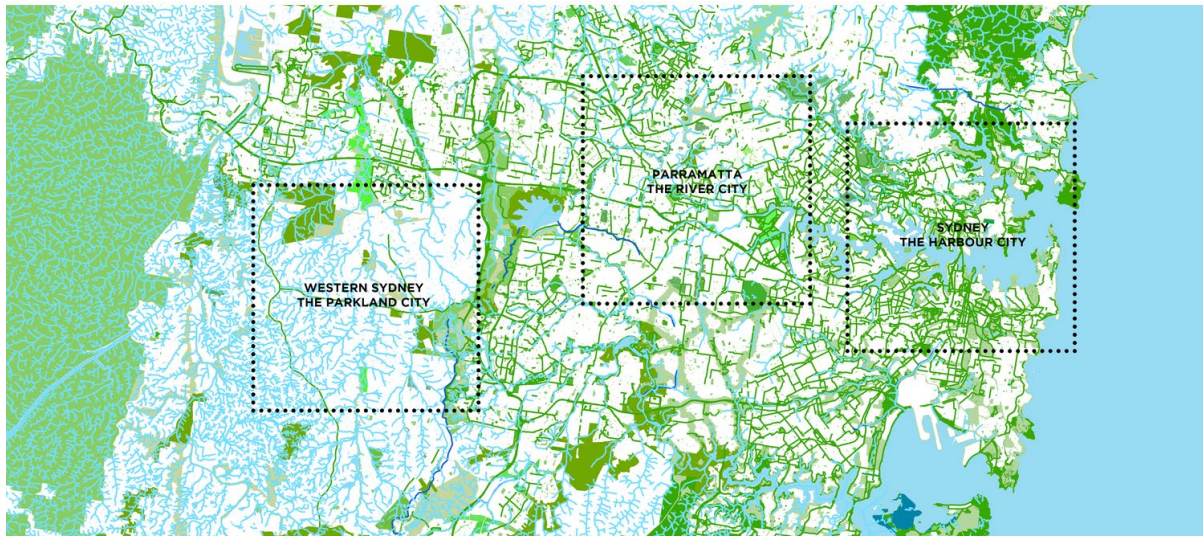 WESTERN SYDNEY
THE PARKLAND CITY
PARRAMATTA
THE RIVER CITY
SYDNEY
THE HARBOUR CITY